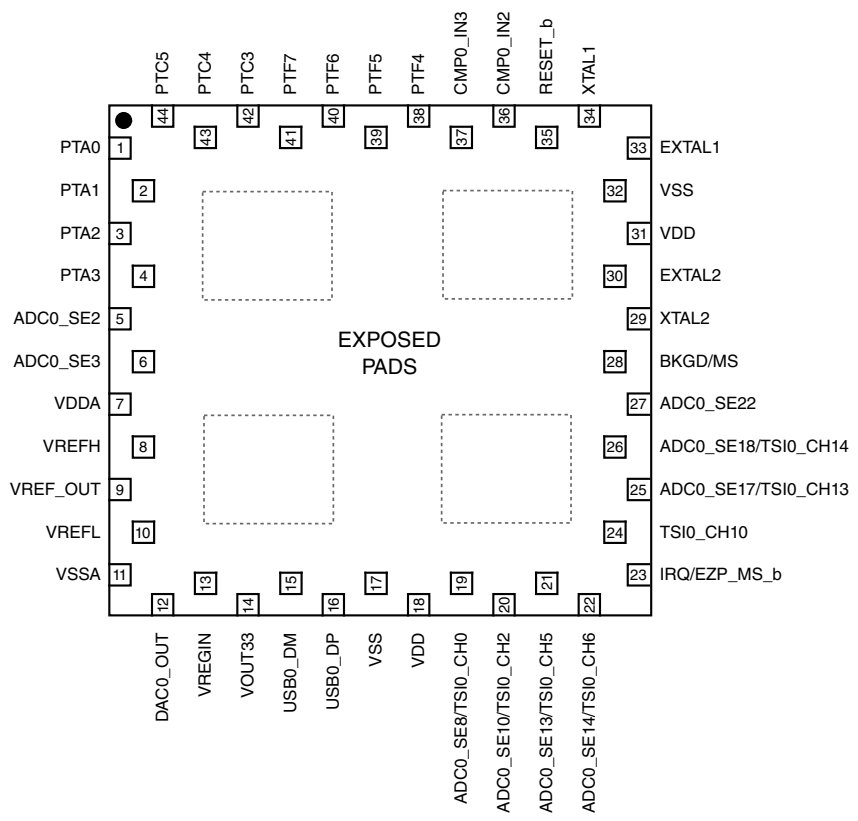 PTC5
PTC4
PTC3
PTF7
PTF6
PTF5
PTF4
CMP0_IN3
CMP0_IN2
RESET_b
XTAL1
44
43
42
41
40
39
38
37
36
35
34
PTA0 1
PTA1 2
PTA2 3
PTA3 4
ADC0_SE2 5
ADC0_SE3 6
VDDA 7
VREFH 8
VREF_OUT 9
VREFL 10
VSSA 11
EXPOSED
PADS
33 EXTAL1
32 VSS
31 VDD
30 EXTAL2
29 XTAL2
28 BKGD/MS
27 ADC0_SE22
26 ADC0_SE18/TSI0_CH14
25 ADC0_SE17/TSI0_CH13
24 TSI0_CH10
23 IRQ/EZP_MS_b
12
13
14
15
16
17
18
19
20
21
22
DAC0_OUT
VREGIN
VOUT33
USB0_DM
USB0_DP
VSS
VDD
ADC0_SE8/TSI0_CH0
ADC0_SE10/TSI0_CH2
ADC0_SE13/TSI0_CH5
ADC0_SE14/TSI0_CH6